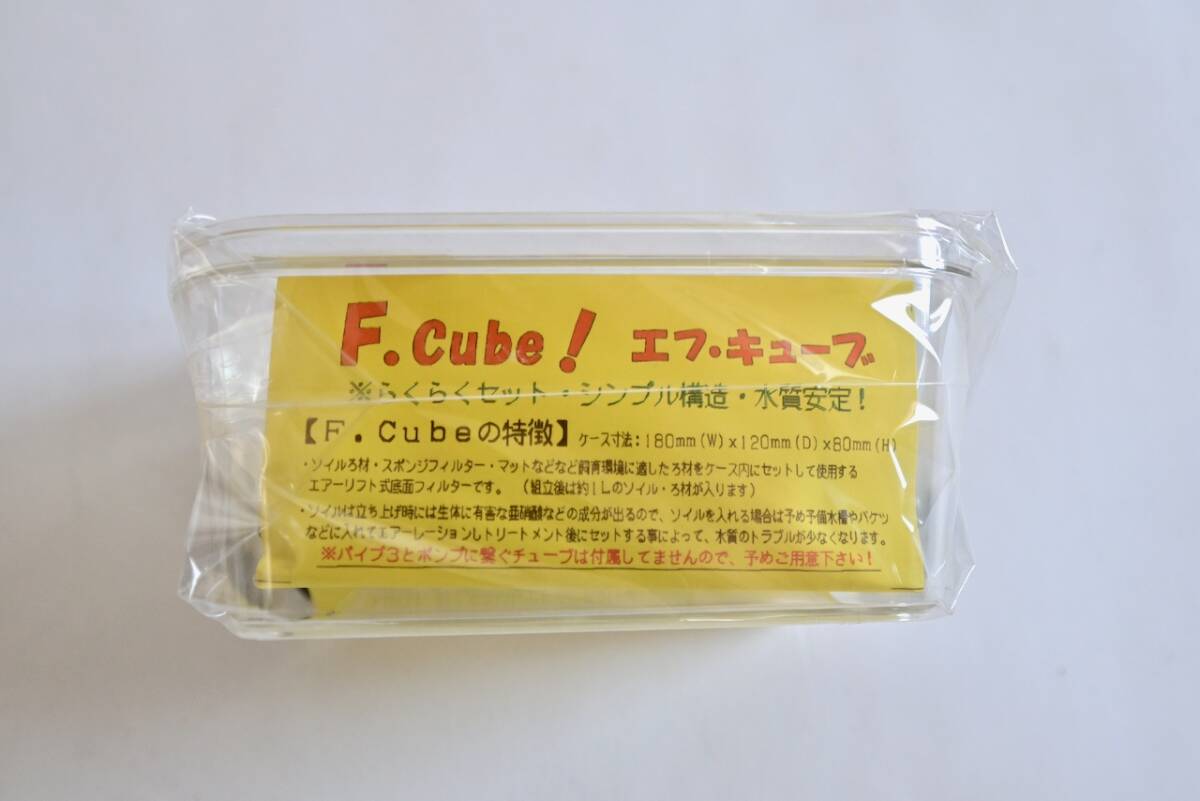 F.Cube! エフ・キューブ
※らくらくセット・シンプル構造・水質安定!
【F.Cubeの特徴】 ケース寸法:180mm(W)x120mm(D)x80mm(H)
・ソイルろ材・スポンジフィルター・マットなどなど飼育環境に適したろ材をケース内にセットして使用する
エアーリフト式底面フィルターです。 (組立後は約1Lのソイル・ろ材が入ります)
・ソイルは立ち上げ時には生体に有害な亜硝酸などの成分が出るので、ソイルを入れる場合は予め予備水槽やバケツ
などに入れてエアーレーションしトリートメント後にセットする事によって、水質のトラブルが少なくなります。
※パイプ3とポンプに繋ぐチューブは付属してませんので、予めご用意下さい!